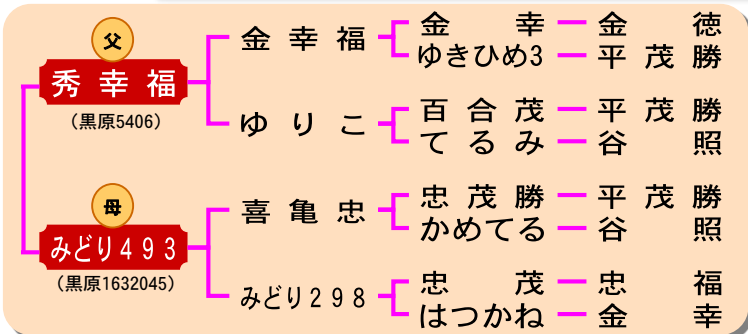 父
秀幸福
(黒原5406)
金幸福
金幸
金徳
ゆきひめ3
平茂勝
ゆりこ
百合茂
平茂勝
てるみ
谷照
母
みどり493
(黒原1632045)
喜亀忠
忠茂勝
平茂勝
かめてる
谷照
みどり298
忠茂
忠福
はつかね
金幸